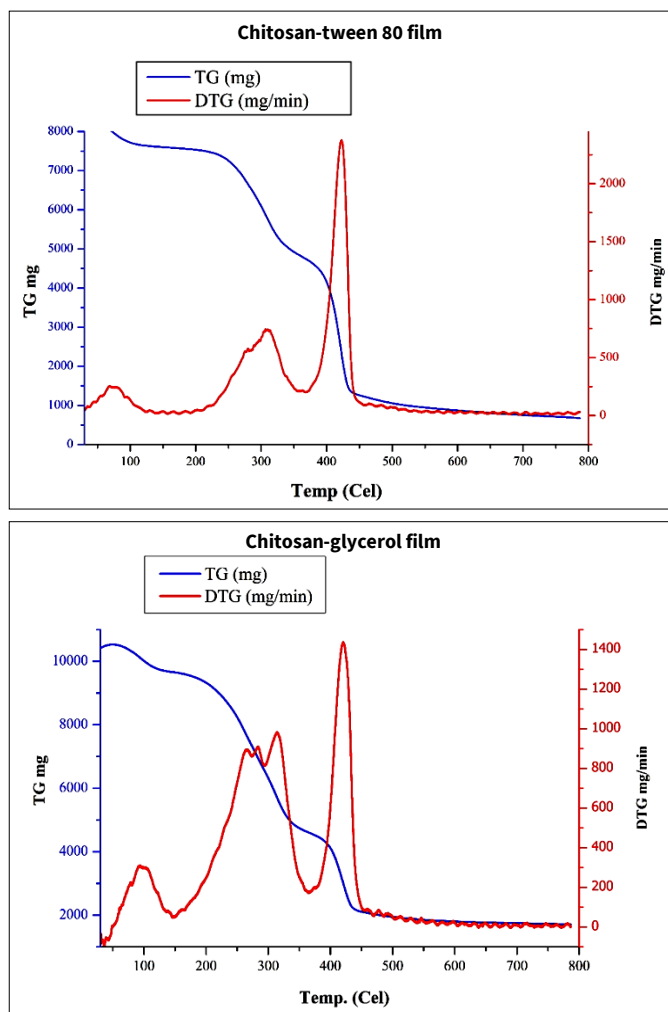 Chitosan-tween 80 film
TG (mg)
DTG (mg/min)
8000
7000
6000
5000
4000
3000
2000
1000
0
TG mg
2000
1500
1000
500
0
DTG mg/min
100 200 300 400 500 600 700 800
Temp (Cel)
Chitosan-glycerol film
TG (mg)
DTG (mg/min)
10000
8000
6000
4000
2000
TG mg
1400
1200
1000
800
600
400
200
0
DTG mg/min
100 200 300 400 500 600 700 800
Temp. (Cel)